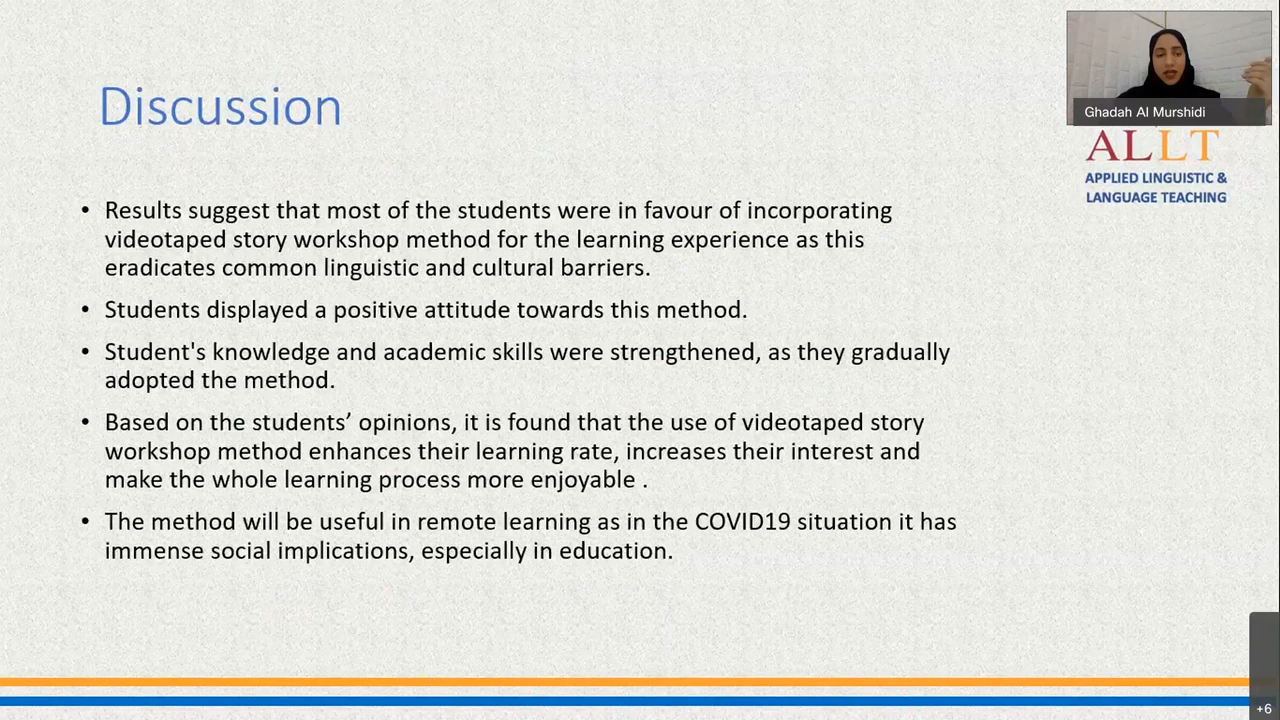 Discussion
Ghadah Al Murshidi
ALLT
APPLIED LINGUISTIC &
LANGUAGE TEACHING
• Results suggest that most of the students were in favour of incorporating
videotaped story workshop method for the learning experience as this
eradicates common linguistic and cultural barriers.
• Students displayed a positive attitude towards this method.
• Student's knowledge and academic skills were strengthened, as they gradually
adopted the method.
• Based on the students’ opinions, it is found that the use of videotaped story
workshop method enhances their learning rate, increases their interest and
make the whole learning process more enjoyable .
• The method will be useful in remote learning as in the COVID19 situation it has
immense social implications, especially in education.
+6